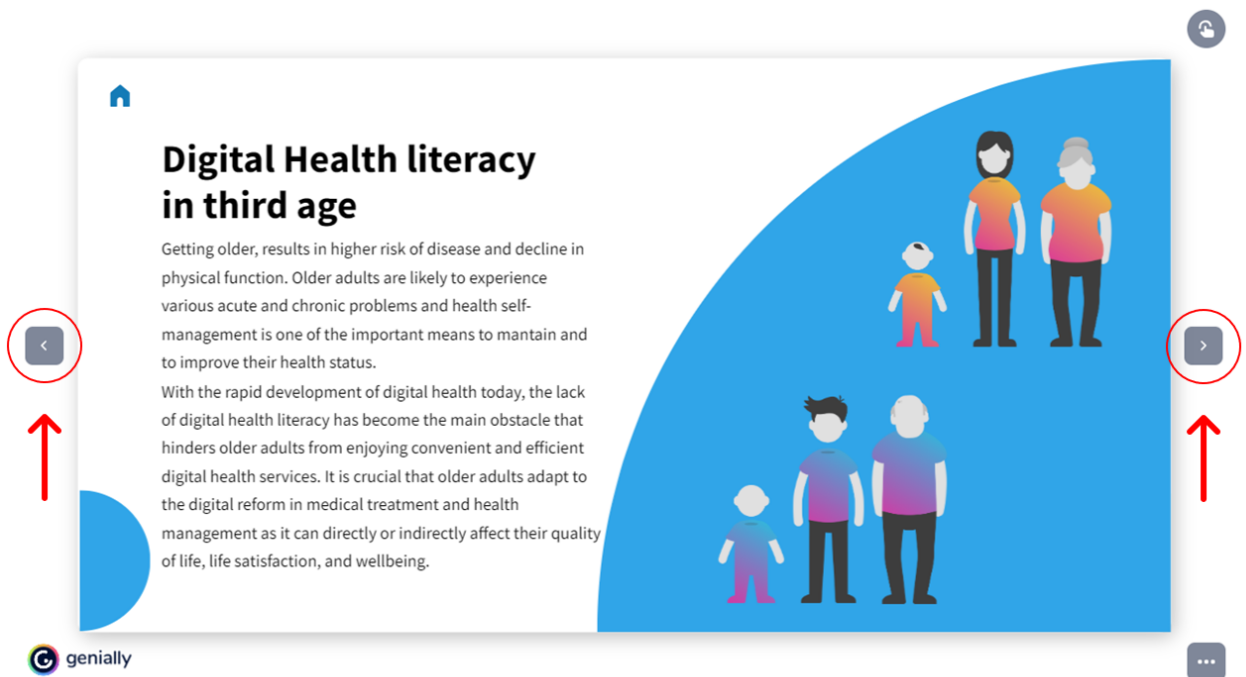 Digital Health literacy
in third age
Getting older, results in higher risk of disease and decline in
physical function. Older adults are likely to experience
various acute and chronic problems and health self-
management is one of the important means to mantain and
to improve their health status.
With the rapid development of digital health today, the lack
of digital health literacy has become the main obstacle that
hinders older adults from enjoying convenient and efficient
digital health services. It is crucial that older adults adapt to
the digital reform in medical treatment and health
management as it can directly or indirectly affect their quality
of life, life satisfaction, and wellbeing.
genially